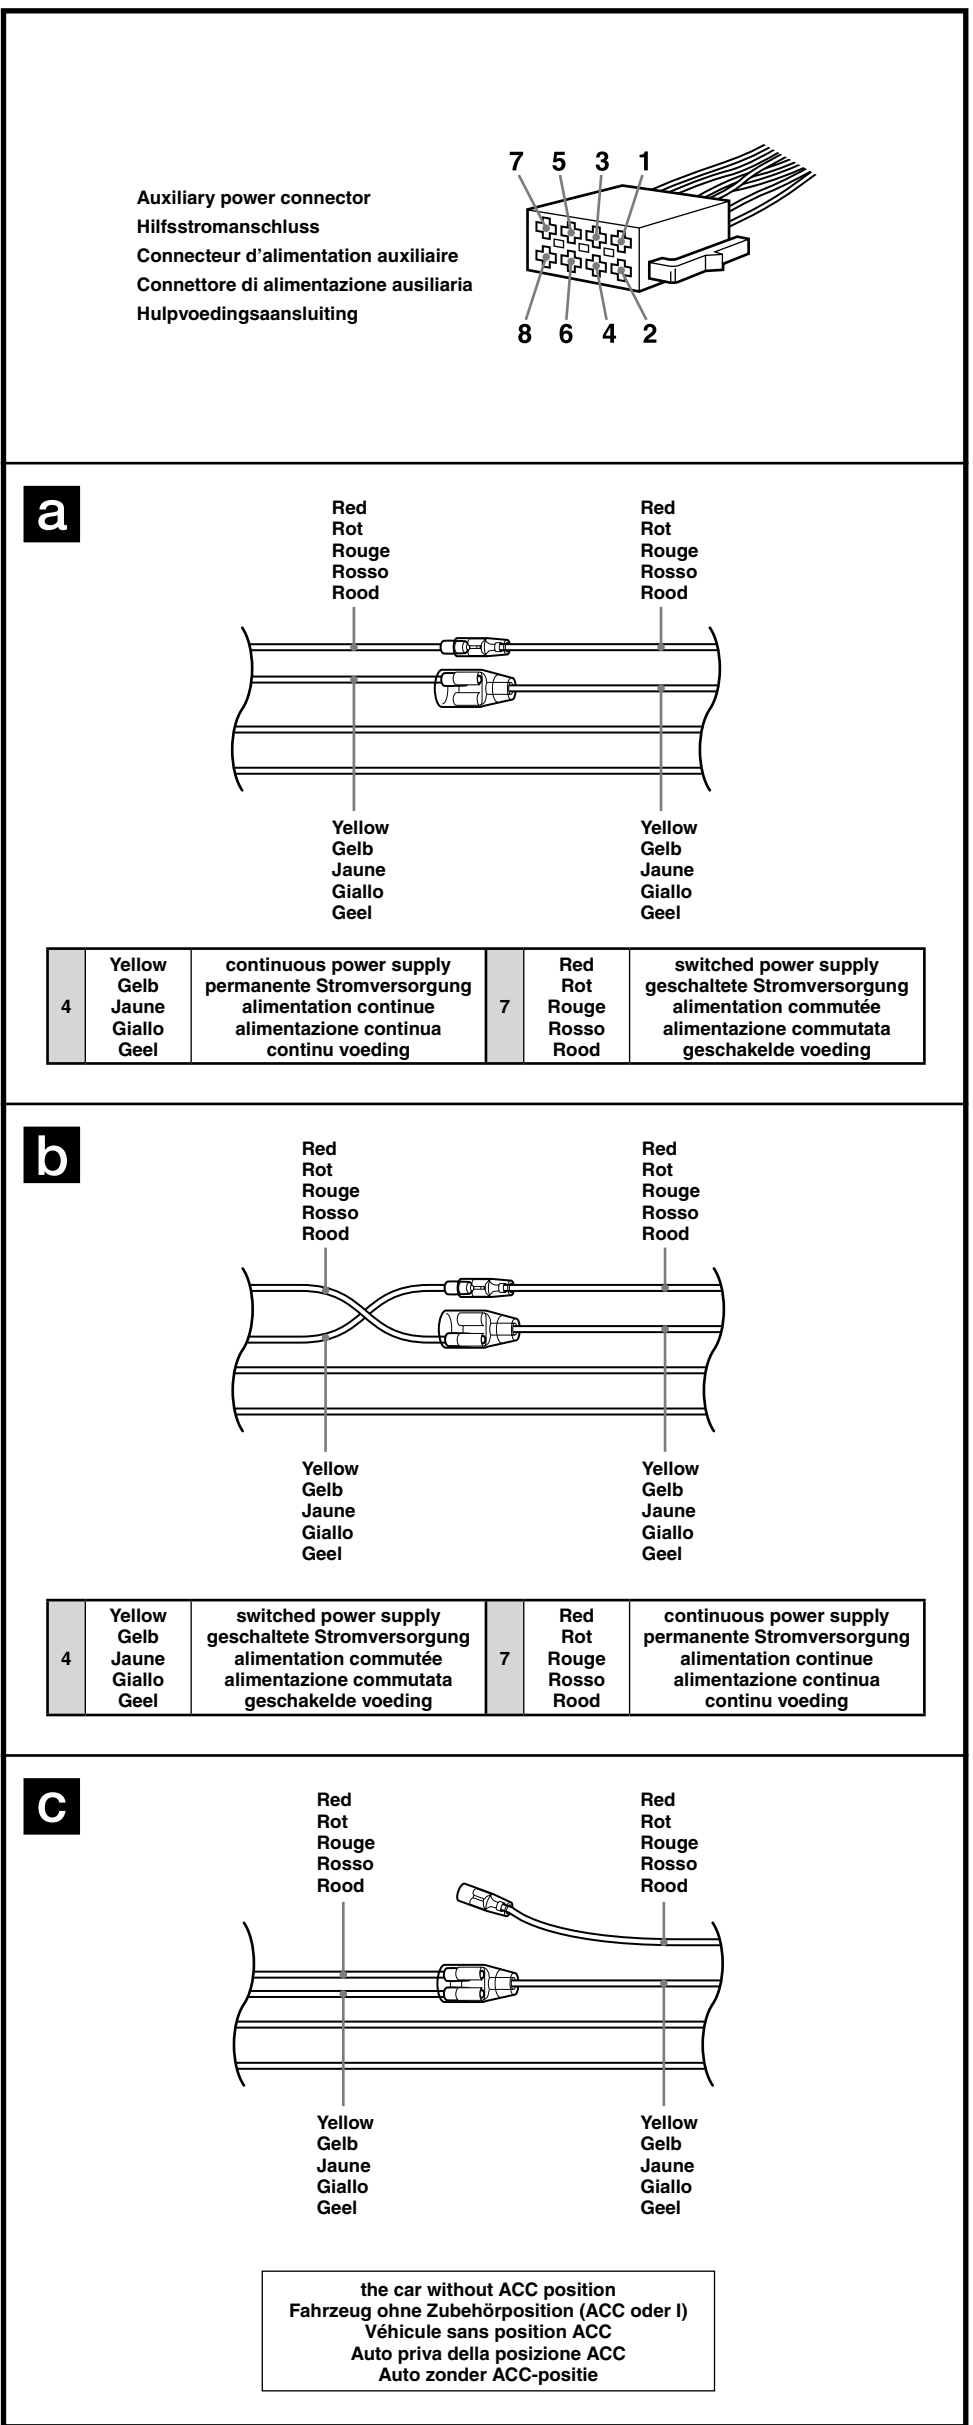 7 5 3 1
Auxiliary power connector
Hilfsstromanschluss
Connecteur d'alimentation auxiliaire
Connettore di alimentazione ausiliaria
Hulpvoedingsaansluiting
8 6 4 2
a
Red
Rot
Rouge
Rosso
Rood
Red
Rot
Rouge
Rosso
Rood
Yellow
Gelb
Jaune
Giallo
Geel
Yellow
Gelb
Jaune
Giallo
Geel
4
Yellow
Gelb
Jaune
Giallo
Geel
continuous power supply
permanente Stromversorgung
alimentation continue
alimentazione continua
continu voeding
7
Red
Rot
Rouge
Rosso
Rood
switched power supply
geschaltete Stromversorgung
alimentation commutée
alimentazione commutata
geschakelde voeding
b
Red
Rot
Rouge
Rosso
Rood
Red
Rot
Rouge
Rosso
Rood
Yellow
Gelb
Jaune
Giallo
Geel
Yellow
Gelb
Jaune
Giallo
Geel
4
Yellow
Gelb
Jaune
Giallo
Geel
switched power supply
geschaltete Stromversorgung
alimentation commutée
alimentazione commutata
geschakelde voeding
7
Red
Rot
Rouge
Rosso
Rood
continuous power supply
permanente Stromversorgung
alimentation continue
alimentazione continua
continu voeding
c
Red
Rot
Rouge
Rosso
Rood
Red
Rot
Rouge
Rosso
Rood
Yellow
Gelb
Jaune
Giallo
Geel
Yellow
Gelb
Jaune
Giallo
Geel
the car without ACC position
Fahrzeug ohne Zubehörposition (ACC oder I)
Véhicule sans position ACC
Auto priva della posizione ACC
Auto zonder ACC-positie